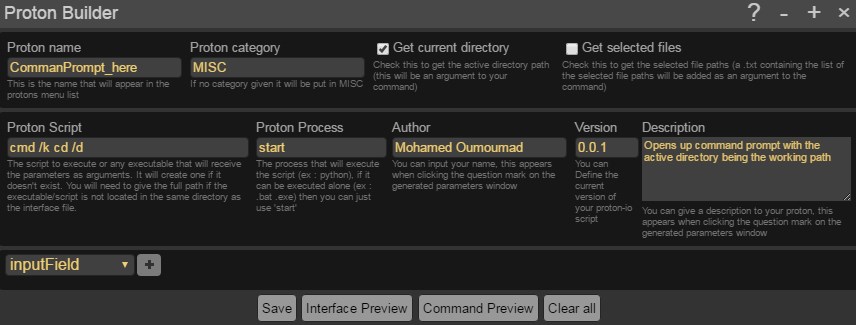 Proton Builder ? - + ×
Proton name
CommanPrompt_here
This is the name that will appear in the
protons menu list
Proton category
MISC
If no category given it will be put in MISC
Get current directory
Check this to get the active directory path
(this will be an argument to your
command)
Get selected files
Check this to get the selected file paths (a .txt containing the list of
the selected file paths will be added as an argument to the
command)
Proton Script
cmd /k cd /d
The script to execute or any executable that will receive
the parameters as arguments. It will create one if it
doesn't exist. You will need to give the full path if the
executable/script is not located in the same directory as
the interface file.
Proton Process
start
The process that will execute
the script (ex : python), if it
can be executed alone (ex :
.bat .exe) then you can just
use 'start'
Author
Mohamed Oumoumad
You can input your name, this appears
when clicking the question mark on the
generated parameters window
Version
0.0.1
You can
Define the
current
version of
your proton-io
script
Description
Opens up command prompt with the
active directory being the working path
You can give a description to your proton, this
appears when clicking the question mark on the
generated parameters window
inputField
+
Save Interface Preview Command Preview Clear all